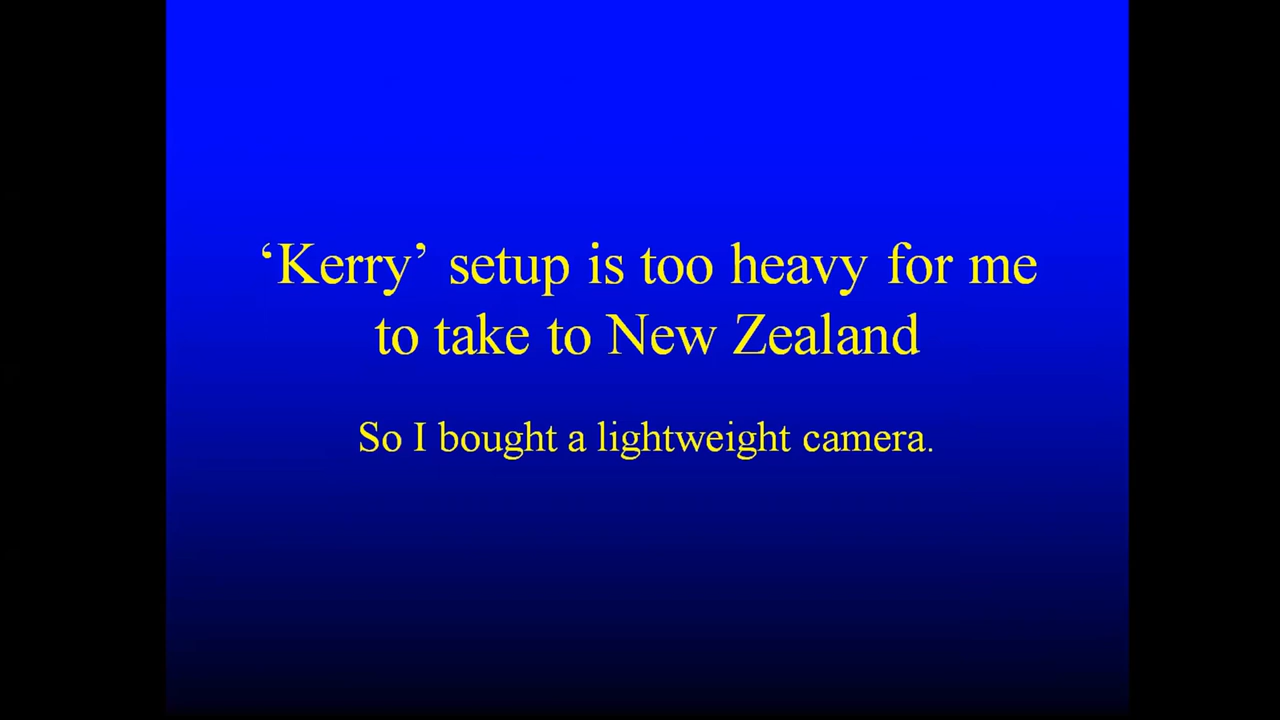 ‘Kerry’ setup is too heavy for me
to take to New Zealand
So I bought a lightweight camera.